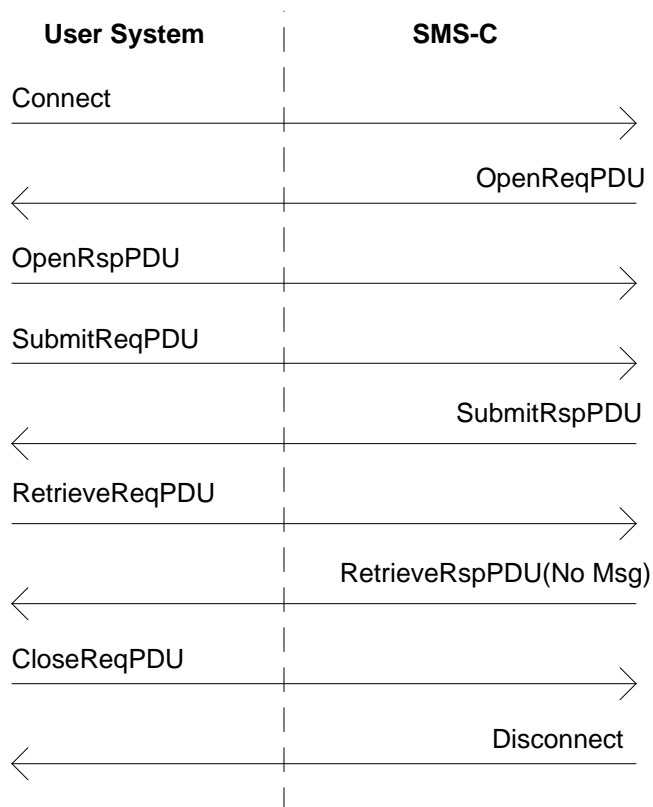 User System SMS-C
Connect
OpenReqPDU
OpenRspPDU
SubmitReqPDU
SubmitRspPDU
RetrieveReqPDU
RetrieveRspPDU(No Msg)
CloseReqPDU
Disconnect